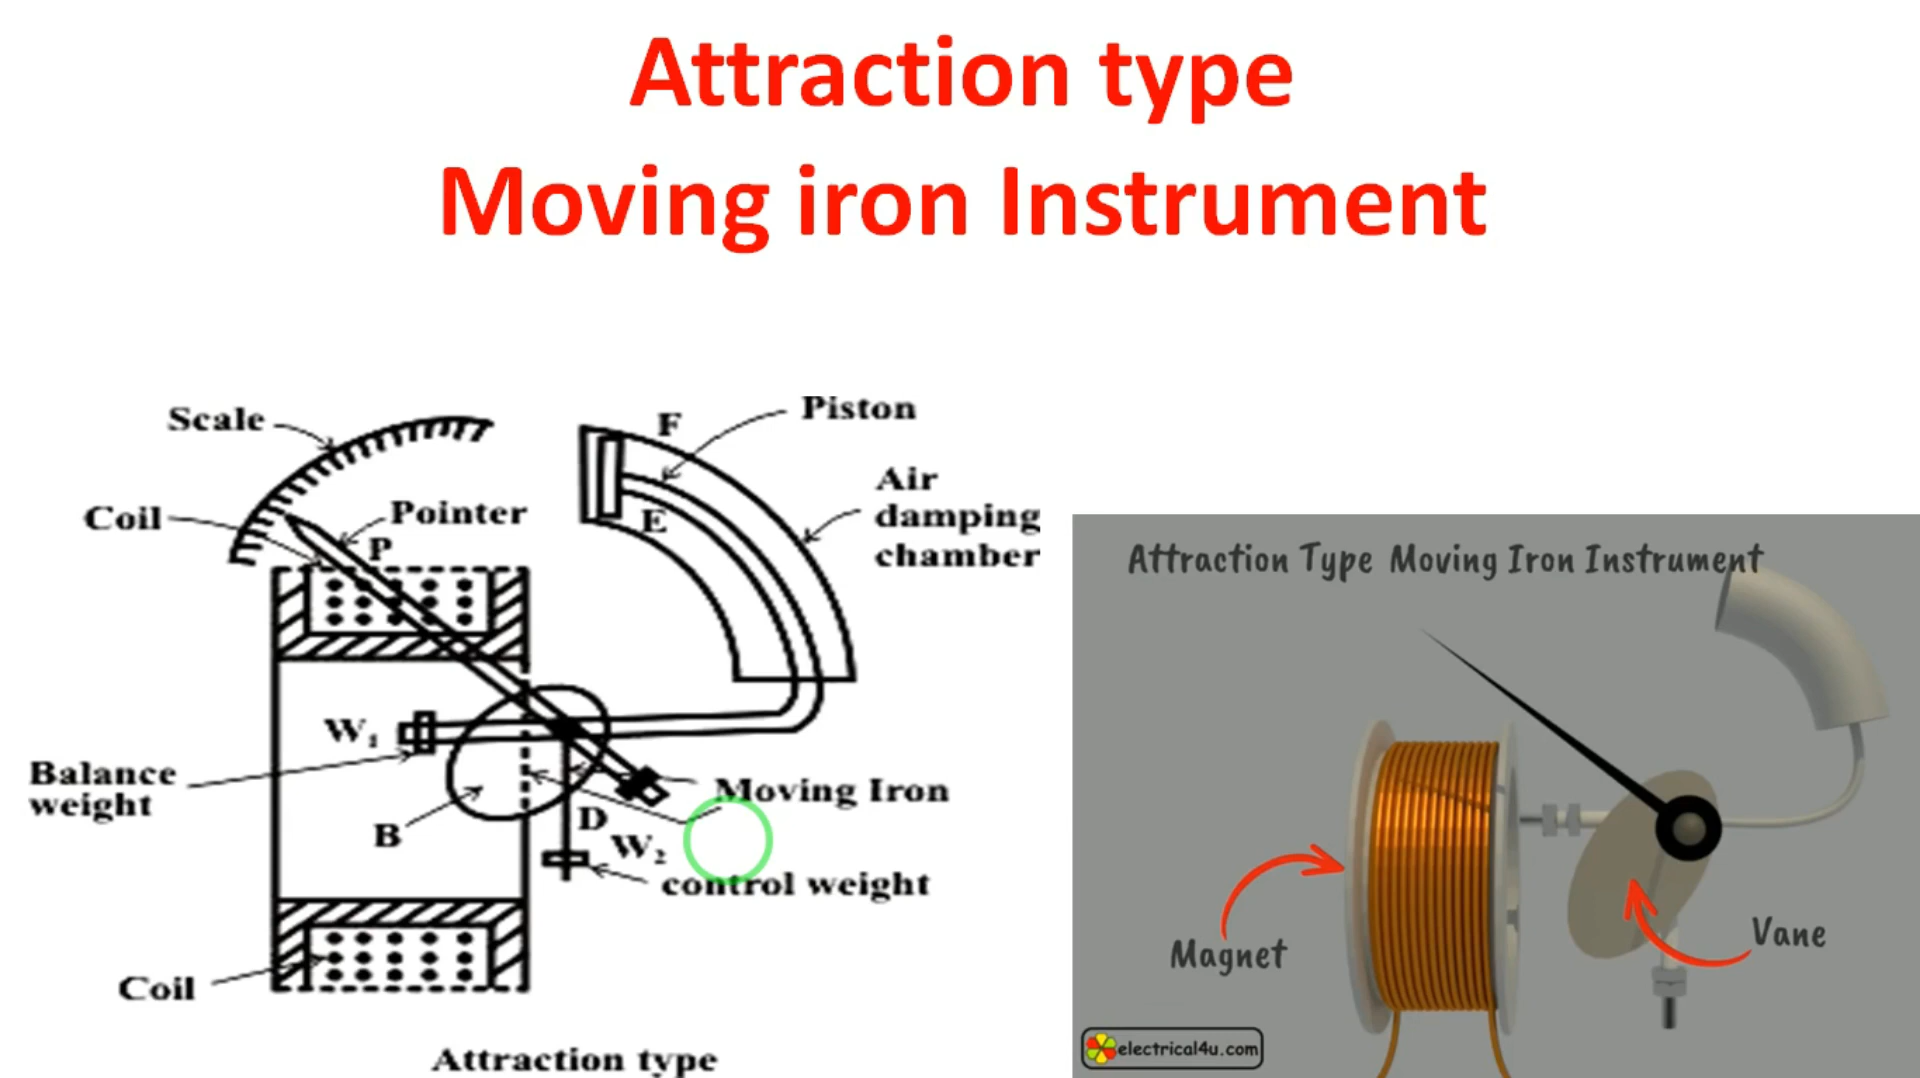 Attraction type
Moving iron Instrument
Scale
Coil
Pointer
P
F
Piston
E
Air
damping
chamber
W1
Balance
weight
B
D
Moving Iron
W2
control weight
Coil
Attraction type
Attraction Type Moving Iron Instrument
Magnet
Vane
electrical4u.com